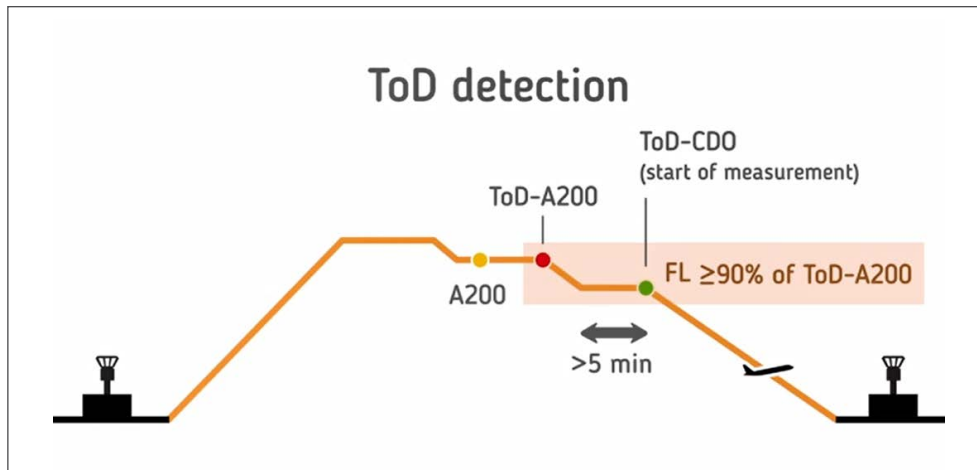 ToD detection
ToD-CDO
(start of measurement)
ToD-A200
FL ≥90% of ToD-A200
A200
>5 min